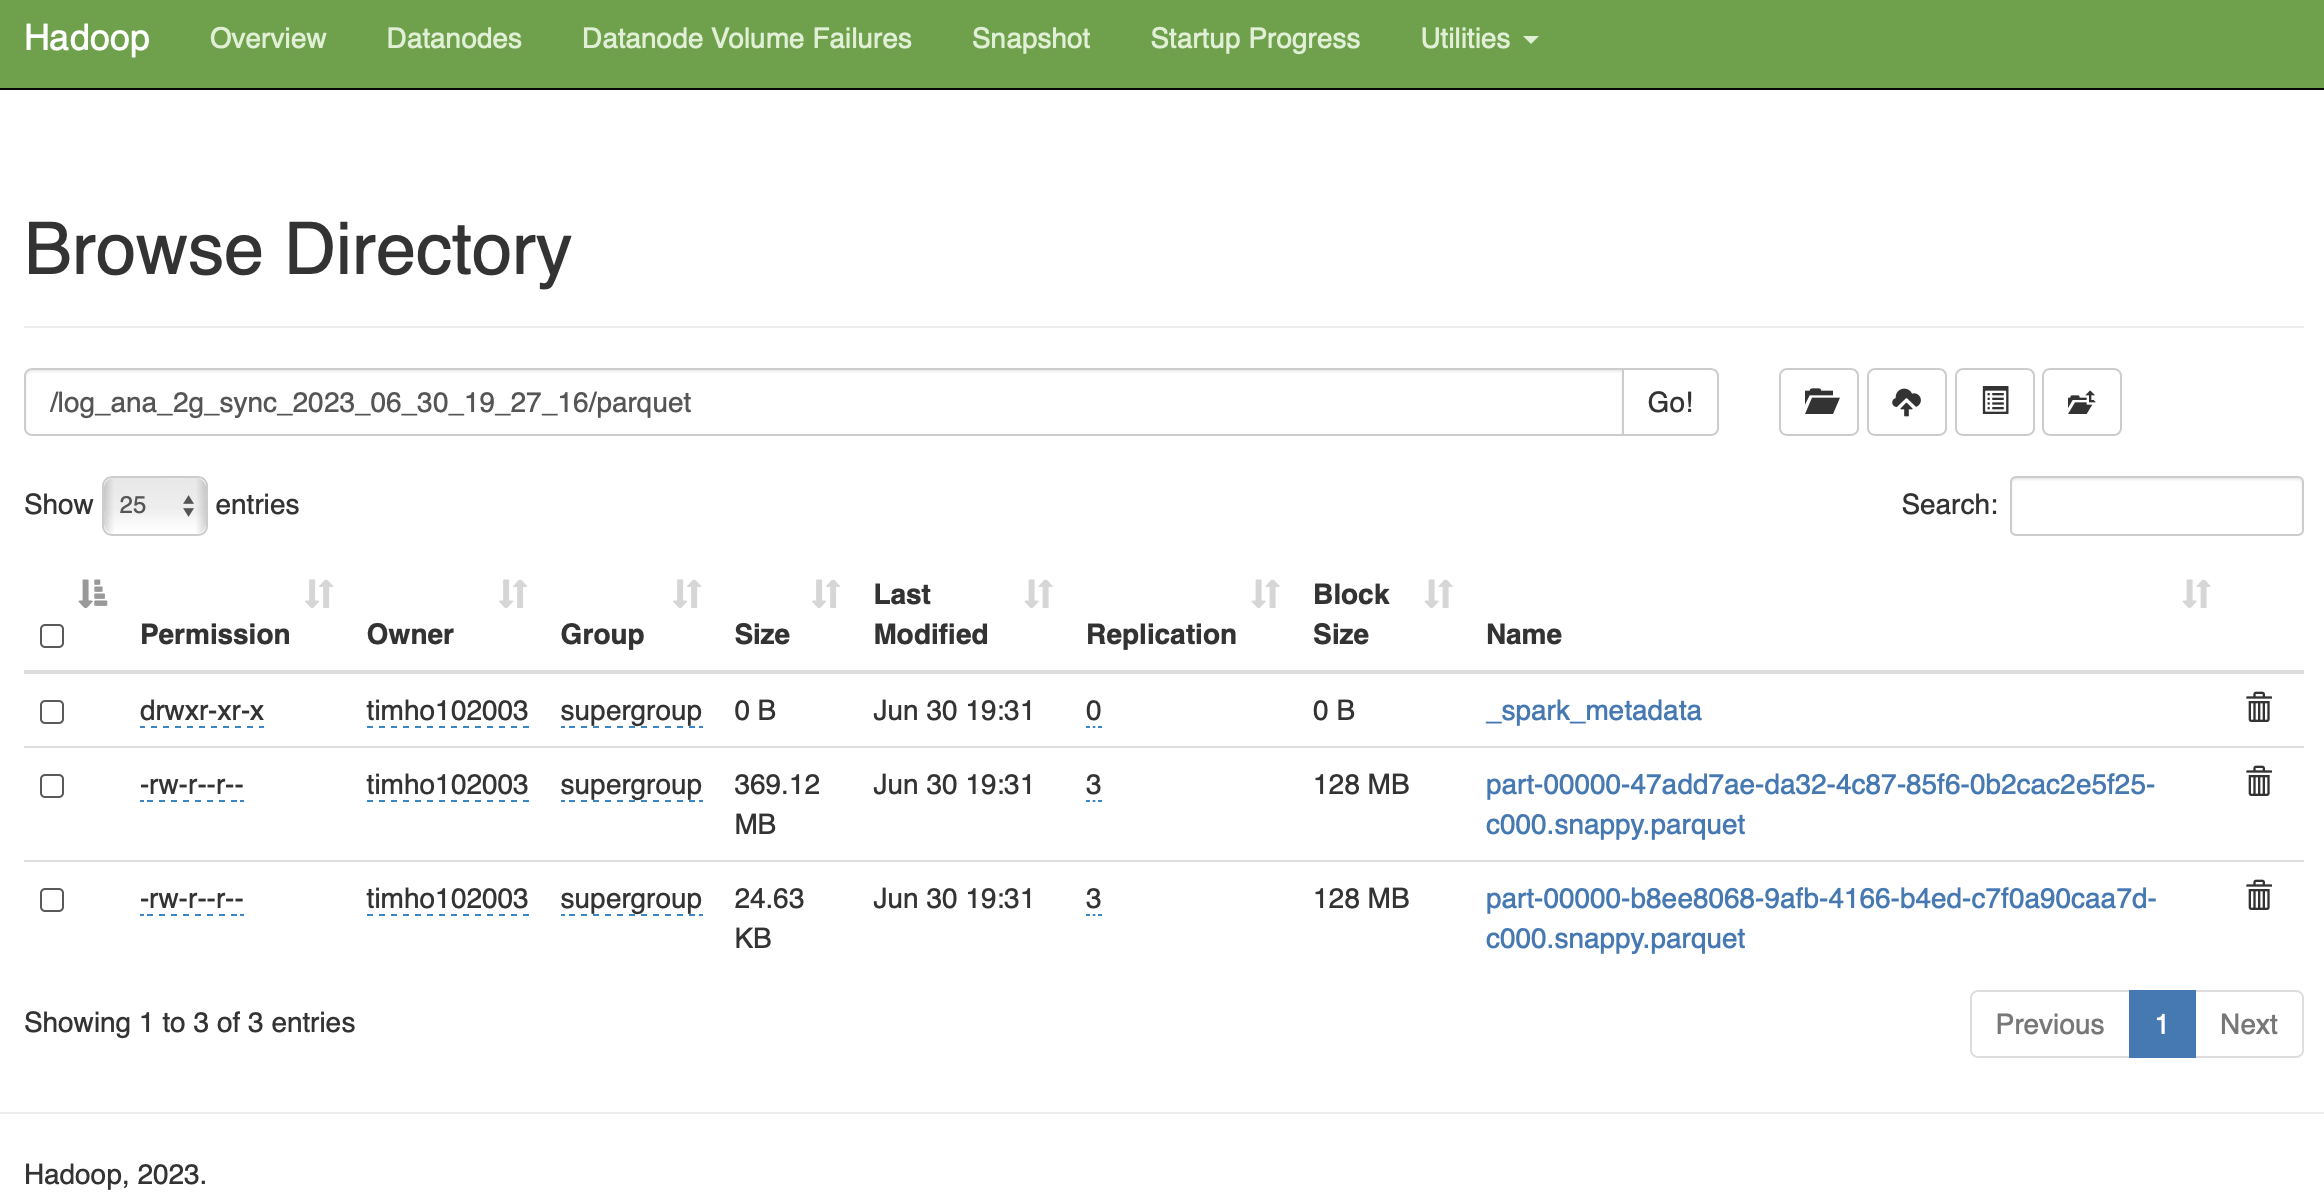 Hadoop Overview Datanodes Datanode Volume Failures Snapshot Startup Progress Utilities
Browse Directory
/log_ana_2g_sync_2023_06_30_19_27_16/parquet Go!
Show 25 entries Search:
Permission Owner Group Size Last Modified Replication Block Size Name
drwxr-xr-x timho102003 supergroup 0 B Jun 30 19:31 0 0 B _spark_metadata
-rw-r--r-- timho102003 supergroup 369.12 MB Jun 30 19:31 3 128 MB part-00000-47add7ae-da32-4c87-85f6-0b2cac2e5f25-
c000.snappy.parquet
-rw-r--r-- timho102003 supergroup 24.63 KB Jun 30 19:31 3 128 MB part-00000-b8ee8068-9afb-4166-b4ed-c7f0a90caa7d-
c000.snappy.parquet
Showing 1 to 3 of 3 entries Previous 1 Next
Hadoop, 2023.